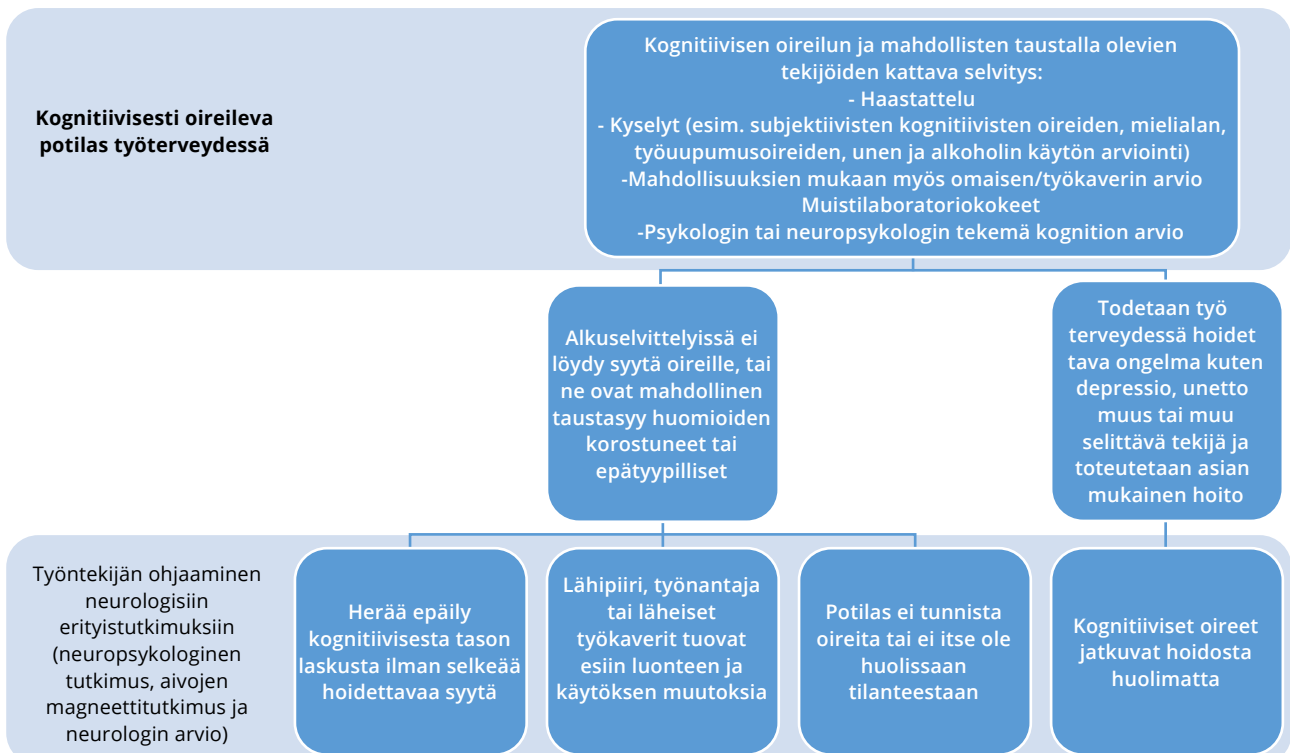 Kognitiivisesti oireileva
potilas työterveydessä
Kognitiivisen oireilun ja mahdollisten taustalla olevien
tekijöiden kattava selvitys:
- Haastattelu
- Kyselyt (esim. subjektiivisten kognitiivisten oireiden, mielialan,
työuupumusoireiden, unen ja alkoholin käytön arviointi)
-Mahdollisuuksien mukaan myös omaisen/työkaverin arvio
Muistilaboratoriokokeet
-Psykologin tai neuropsykologin tekemä kognition arvio
Alkuselvittelyissä ei
löydy syytä oireille, tai
ne ovat mahdollinen
taustasyy huomioiden
korostuneet tai
epätyypilliset
Todetaan työ
terveydessä hoidet
tava ongelma kuten
depressio, unetto
muus tai muu
selittävä tekijä ja
toteutetaan asian
mukainen hoito
Työntekijän ohjaaminen
neurologisiin
erityistutkimuksiin
(neuropsykologinen
tutkimus, aivojen
magneettitutkimus ja
neurologin arvio)
Herää epäily
kognitiivisesta tason
laskusta ilman selkeää
hoidettavaa syytä
Lähipiiri, työnantaja
tai läheiset
työkaverit tuovat
esiin luonteen ja
käytöksen muutoksia
Potilas ei tunnista
oireita tai ei itse ole
huolissaan
tilanteestaan
Kognitiiviset oireet
jatkuvat hoidosta
huolimatta